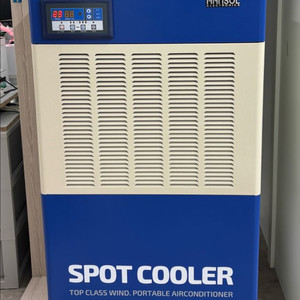 SPOT COOLER
TOP CLASS WIND. PORTABLE AIRCONDITIONER